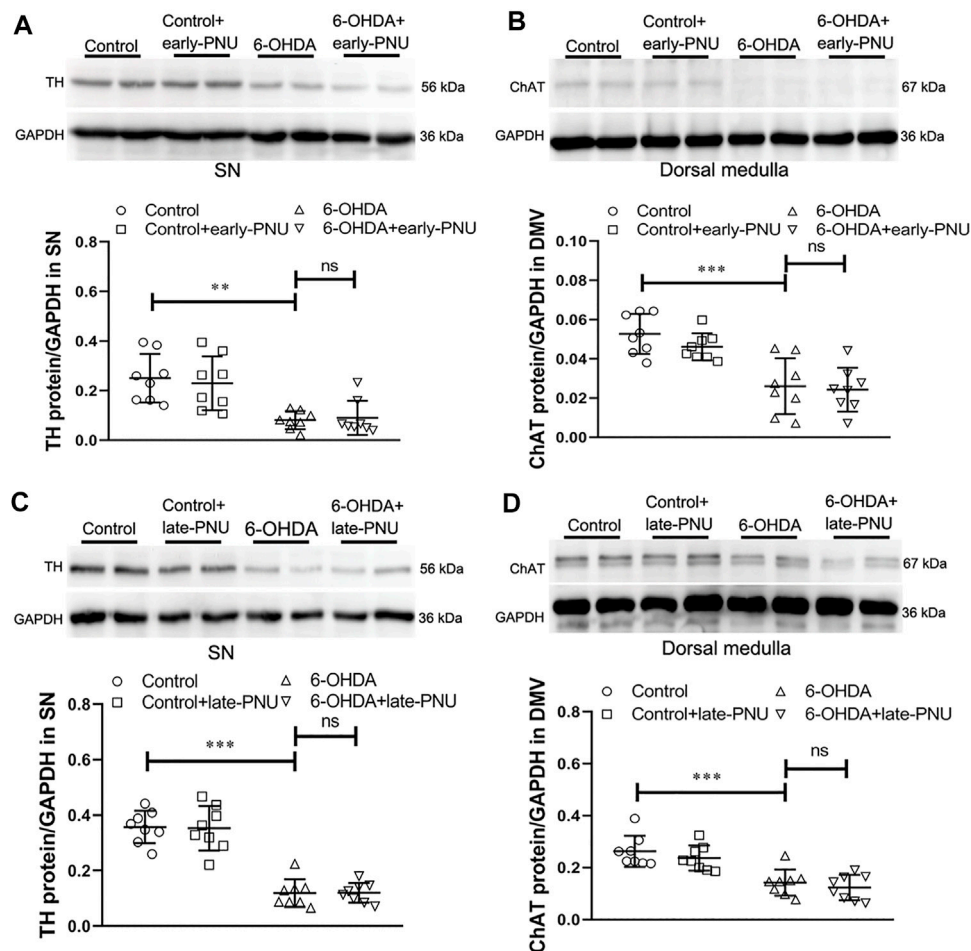 A
Control
Control+
early-PNU
6-OHDA
6-OHDA+
early-PNU
TH
56 kDa
GAPDH
36 kDa
SN
Control
6-OHDA
Control+early-PNU
6-OHDA+early-PNU
TH protein/GAPDH in SN
0.8
0.6
0.4
0.2
0.0
**
ns
B
Control
Control+
early-PNU
6-OHDA
6-OHDA+
early-PNU
ChAT
67 kDa
GAPDH
36 kDa
Dorsal medulla
Control
6-OHDA
Control+early-PNU
6-OHDA+early-PNU
ChAT protein/GAPDH in DMV
0.10
0.08
0.06
0.04
0.02
0.00
***
ns
C
Control
Control+
late-PNU
6-OHDA
6-OHDA+
late-PNU
TH
56 kDa
GAPDH
36 kDa
SN
Control
6-OHDA
Control+late-PNU
6-OHDA+late-PNU
TH protein/GAPDH in SN
0.8
0.6
0.4
0.2
0.0
***
ns
D
Control
Control+
late-PNU
6-OHDA
6-OHDA+
late-PNU
ChAT
67 kDa
GAPDH
36 kDa
Dorsal medulla
Control
6-OHDA
Control+late-PNU
6-OHDA+late-PNU
ChAT protein/GAPDH in DMV
0.8
0.6
0.4
0.2
0.0
***
ns